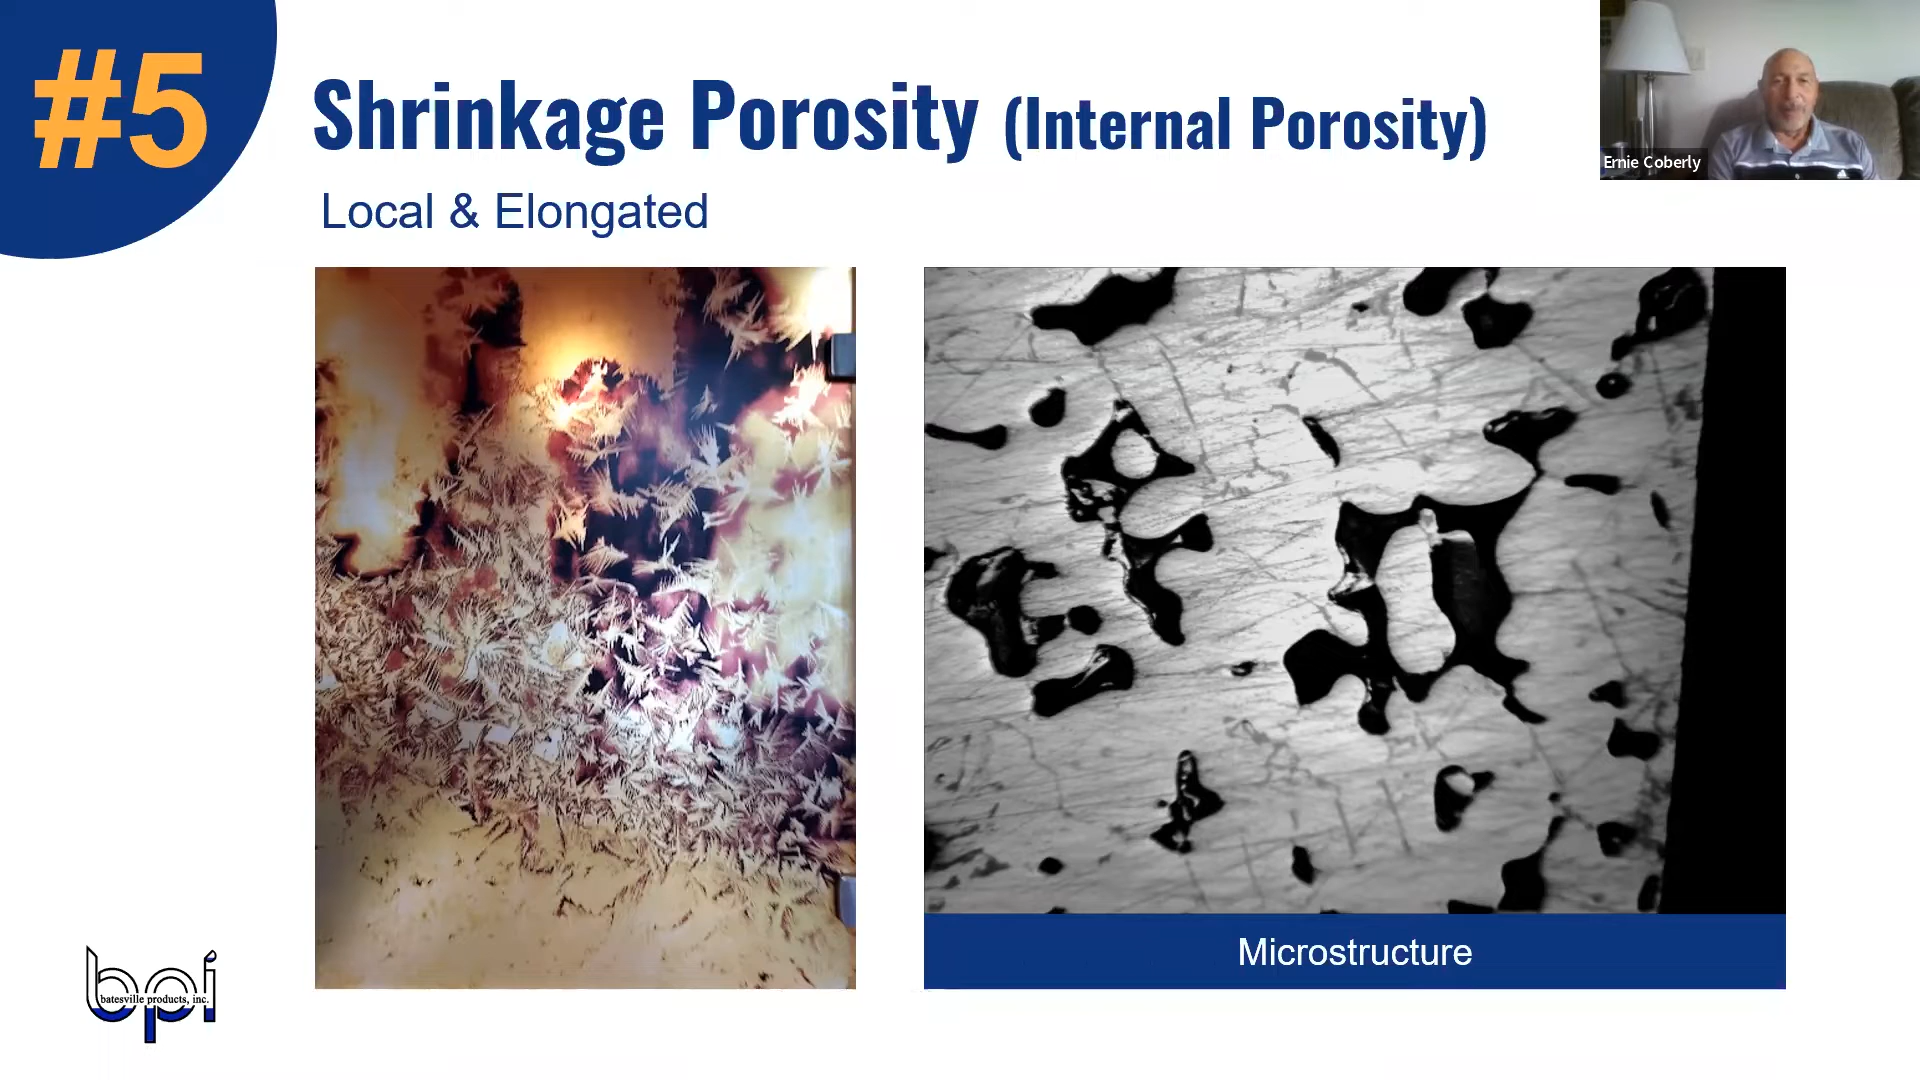 #5
Shrinkage Porosity (Internal Porosity)
Ernie Coberly
Local & Elongated
Microstructure
bpi
batesville products, inc.